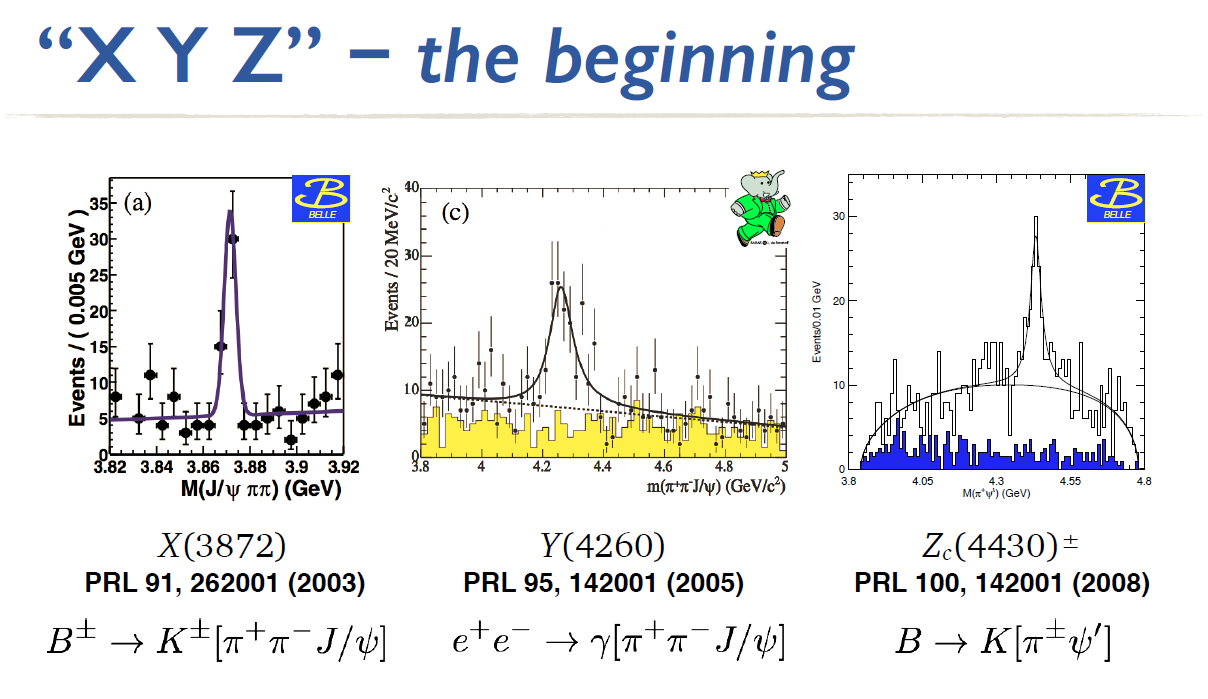 “X Y Z” – the beginning
(a)
BELLE
Events / ( 0.005 GeV )
35
30
25
20
15
10
5
0
3.82 3.84 3.86 3.88 3.9 3.92
M(J/ψ ππ) (GeV)
(c)
Events / 20 MeV/c²
40
30
20
10
0
3.8 4 4.2 4.4 4.6 4.8 5
m(π⁺π⁻J/ψ) (GeV/c²)
BELLE
Events/0.01 GeV
30
20
10
0
3.8 4.05 4.3 4.55 4.8
M(π⁺ψ') (GeV)
X(3872)
PRL 91, 262001 (2003)
B± → K±[π⁺π⁻J/ψ]
Y(4260)
PRL 95, 142001 (2005)
e⁺e⁻ → γ[π⁺π⁻J/ψ]
Z_c(4430)±
PRL 100, 142001 (2008)
B → K[π±ψ′]